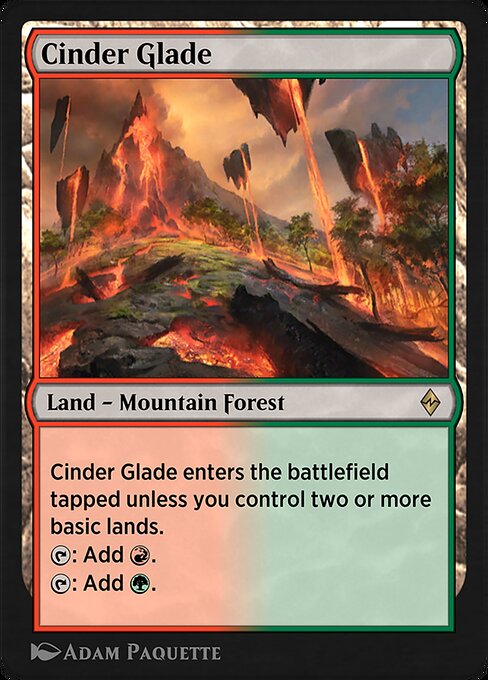 Cinder Glade
Land – Mountain Forest
Cinder Glade enters the battlefield
tapped unless you control two or more
basic lands.
: Add .
: Add .
Adam Paquette